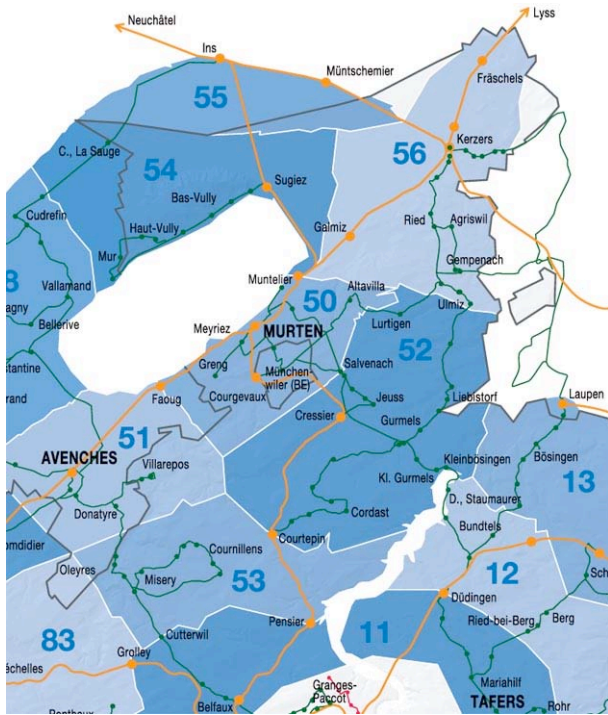 Neuchâtel
Lyss
Ins
Müntschemier
Fräschels
55
Kerzers
C., La Sauge
54
56
Sugiez
Bas-Vully
Cudrefin
Haut-Vully
Ried
Agriswil
Galmiz
Mur
Gempenach
Muntelier
Altavilla
Vallamand
50
Ulmiz
Bellerive
Meyriez
MURTEN
Lurtigen
52
Greng
München-
wiler (BE)
Salvenach
Faoug
Courgevaux
Jeuss
Liebistorf
Laupen
51
Cressier
Gurmels
AVENCHES
Villarepos
Kleinbösingen
Bösingen
13
Kl. Gurmels
D., Staumaurer
Donatyre
Cordast
Bundtels
Courtepin
Cournillens
Oleyres
53
12
Misery
Düdingen
Pensier
Ried-bei-Berg
Berg
83
Cutterwil
11
Grolley
Mariahilf
Granges-
Paccot
TAFERS
Belfaux
Rohr